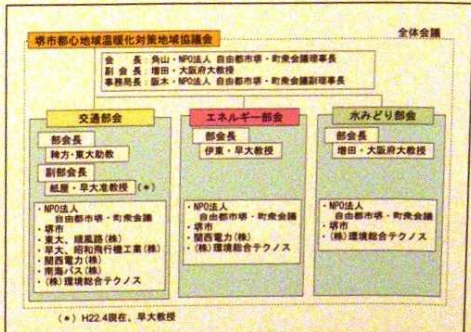 全体会議
堺市都心地域温暖化対策地域協議会
会　　長：角山・NPO法人 自由都市堺・町衆会議理事長
副 会 長：増田・大阪府大教授
事務局長：阪木・NPO法人 自由都市堺・町衆会議副理事長
交通部会
部会長
稗方・東大助教
副部会長
紙屋・早大准教授 (*)
・NPO法人
自由都市堺・町衆会議
・堺市
・東大、順風路(株)
・早大、昭和飛行機工業(株)
・関西電力(株)
・南海バス(株)
・(株)環境総合テクノス
エネルギー部会
部会長
伊東・早大教授
・NPO法人
自由都市堺・町衆会議
・堺市
・関西電力(株)
・(株)環境総合テクノス
水みどり部会
部会長
増田・大阪府大教授
・NPO法人
自由都市堺・町衆会議
・堺市
・(株)環境総合テクノス
(*) H22.4現在、早大教授